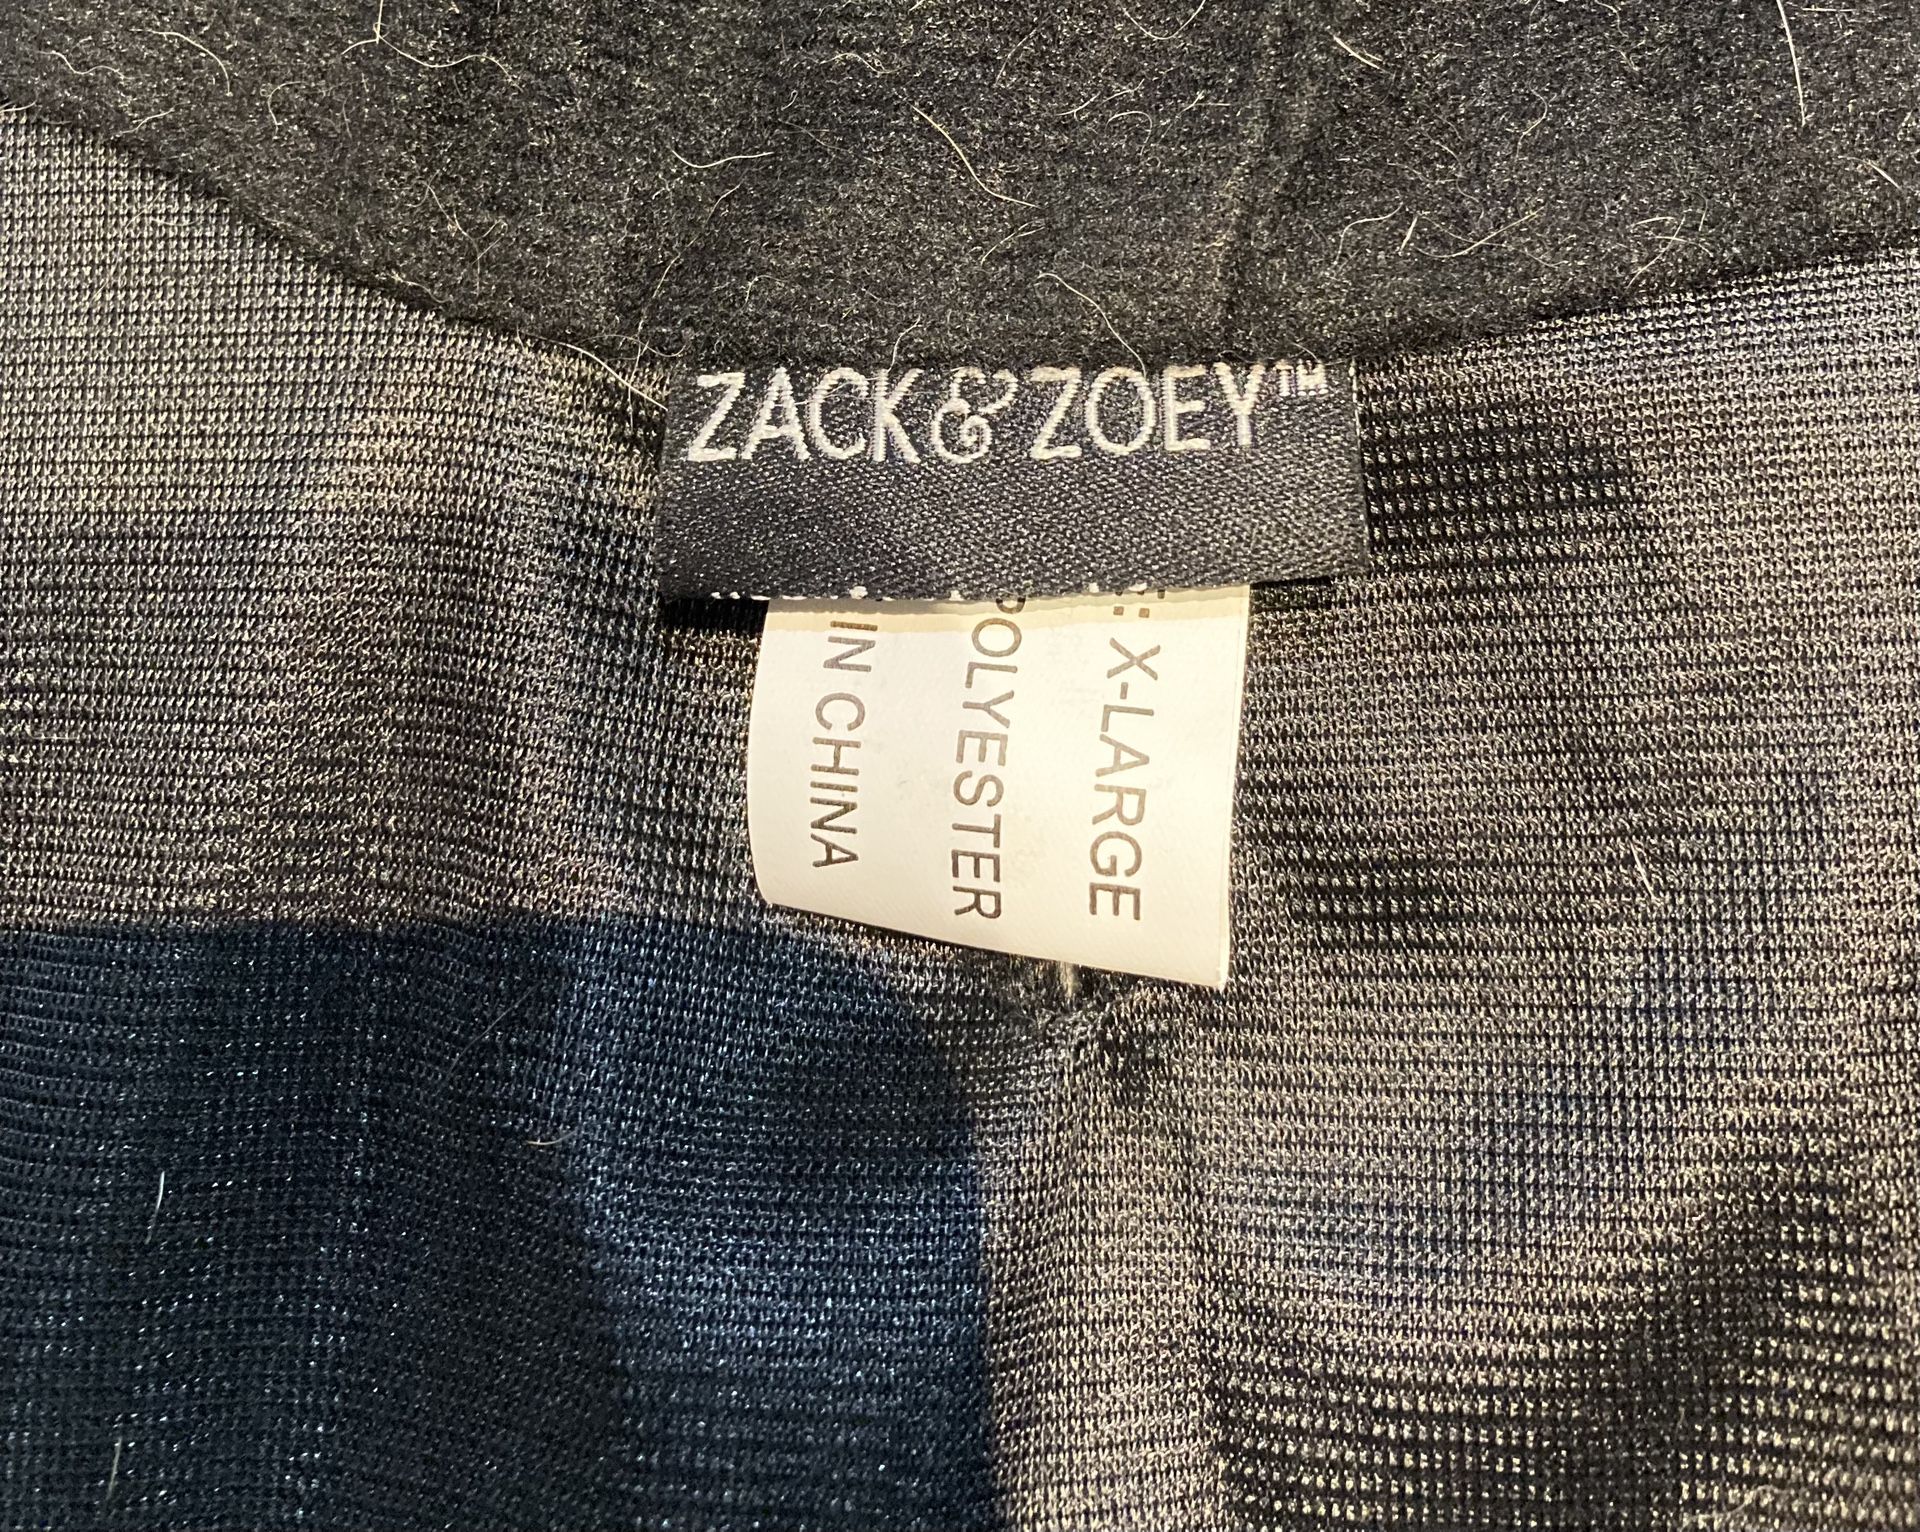 ZACK & ZOEY™
: X-LARGE
POLYESTER
IN CHINA